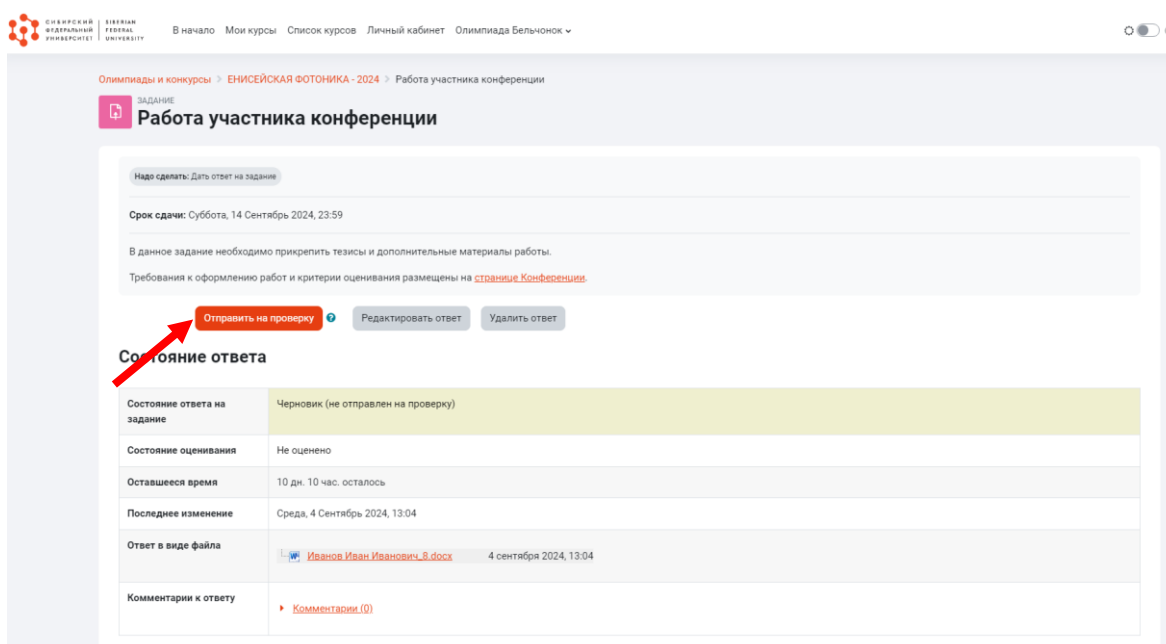 СИБИРСКИЙ
ФЕДЕРАЛЬНЫЙ
УНИВЕРСИТЕТ
SIBERIAN
FEDERAL
UNIVERSITY
В начало Мои курсы Список курсов Личный кабинет Олимпиада Бельчонок
Олимпиады и конкурсы > ЕНИСЕЙСКАЯ ФОТОНИКА - 2024 > Работа участника конференции
ЗАДАНИЕ
Работа участника конференции
Надо сделать: Дать ответ на задание
Срок сдачи: Суббота, 14 Сентябрь 2024, 23:59
В данное задание необходимо прикрепить тезисы и дополнительные материалы работы.
Требования к оформлению работ и критерии оценивания размещены на странице Конференции.
Отправить на проверку ? Редактировать ответ Удалить ответ
Состояние ответа
Состояние ответа на задание
Черновик (не отправлен на проверку)
Состояние оценивания Не оценено
Оставшееся время 10 дн. 10 час. осталось
Последнее изменение Среда, 4 Сентябрь 2024, 13:04
Ответ в виде файла
Иванов Иван Иванович_8.docx 4 сентября 2024, 13:04
Комментарии к ответу
Комментарии (0)